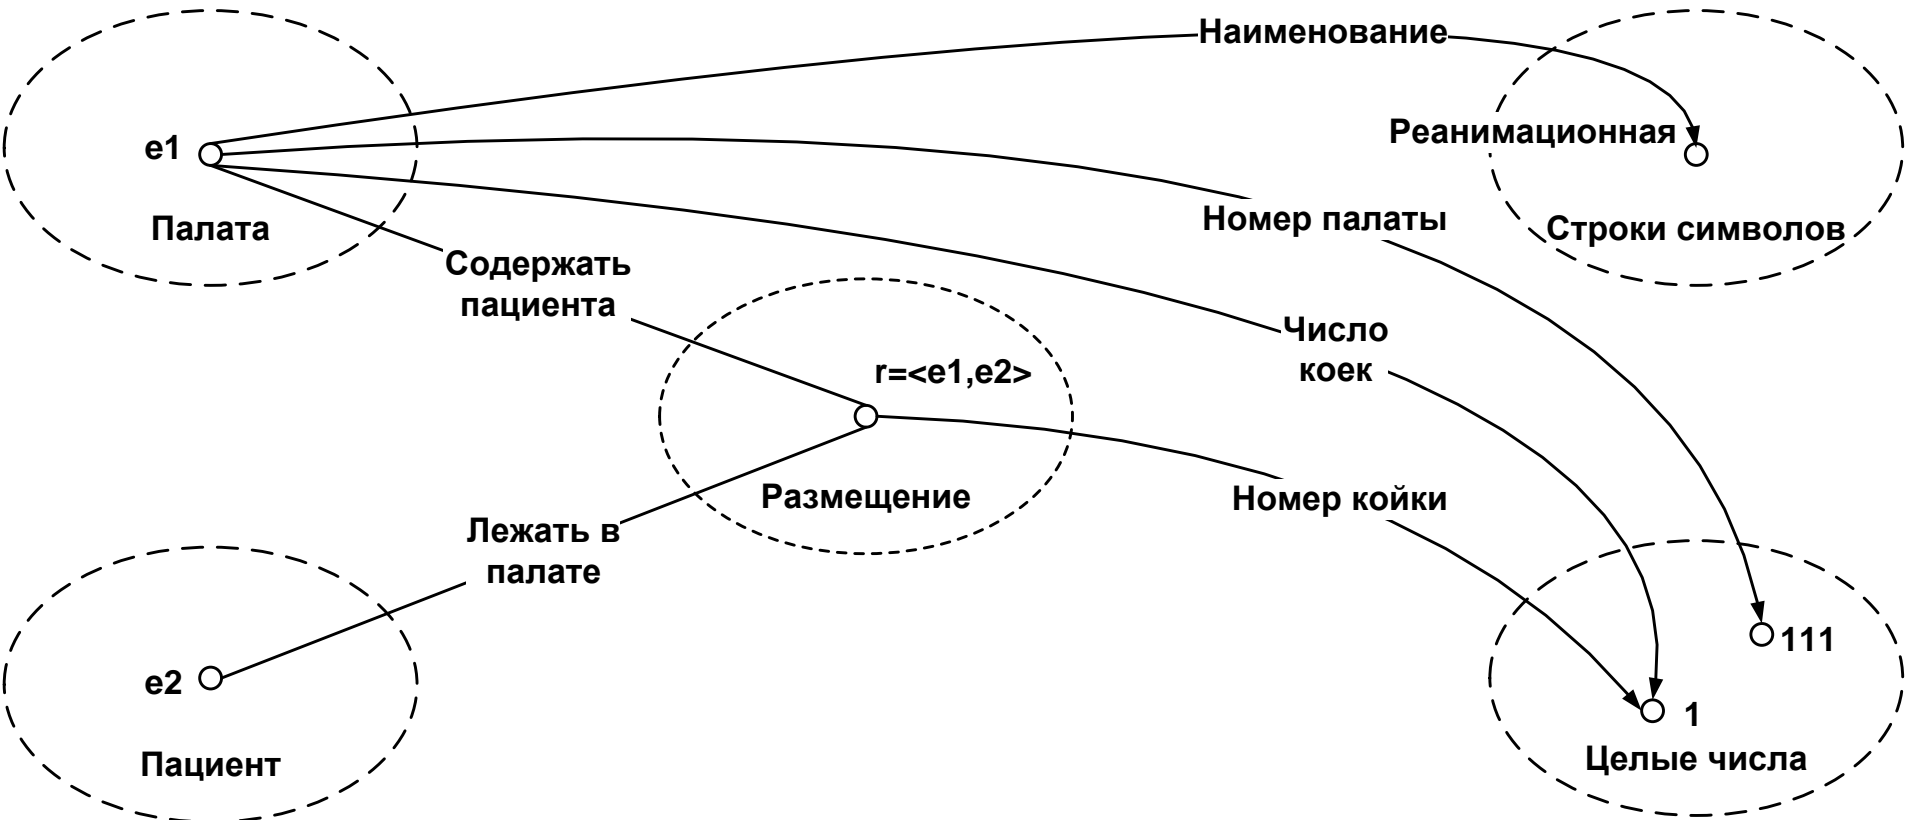 Наименование
e1
Реанимационная
Палата
Номер палаты
Строки символов
Содержать
пациента
Число
коек
r=<e1,e2>
Размещение
Номер койки
Лежать в
палате
e2
111
1
Пациент
Целые числа